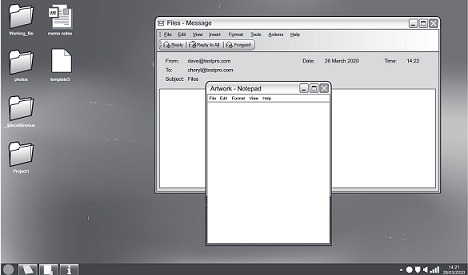 Working_file
memo notes
photos
template3
Miscellaneous
Project1
Files - Message
File Edit View Insert Format Tools Actions Help
Reply Reply to All Forward
From: dave@testpro.com Date: 26 March 2020 Time: 14:22
To: cheryl@testpro.com
Subject: Files
Artwork - Notepad
File Edit Format View Help
14:21
26/03/2020